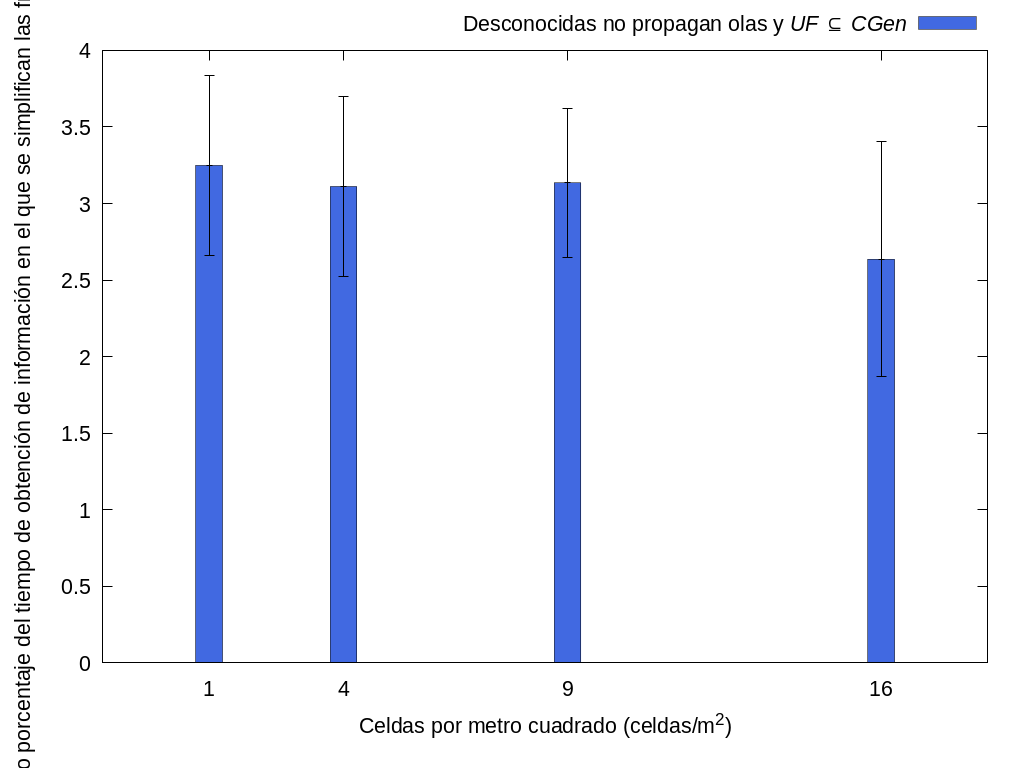 Desconocidas no propagan olas y UF ⊆ CGen
4
3.5
3
2.5
2
1.5
1
0.5
0
1 4 9 16
Celdas por metro cuadrado (celdas/m²)
porcentaje del tiempo de obtención de información en el que se simplifican las